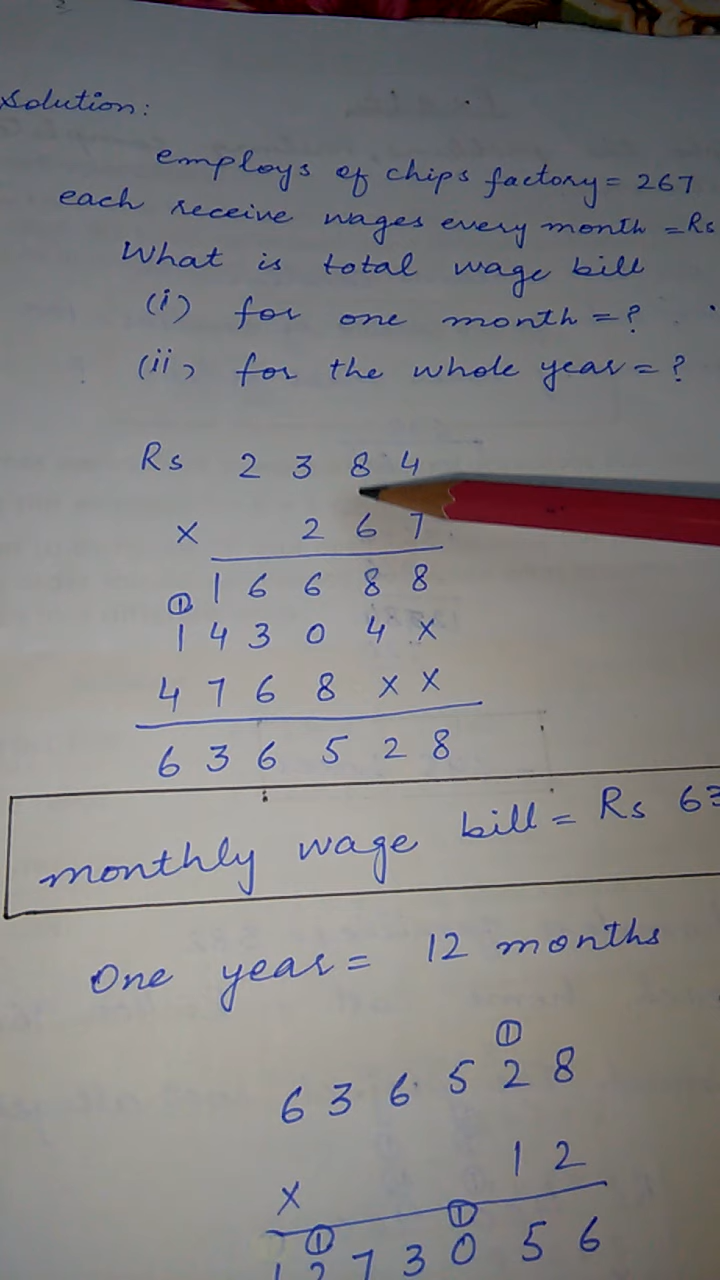 Solution:
employs of chips factory = 267
each receive wages every month = Rs
What is total wage bill
(i) for one month = ?
(ii) for the whole year = ?
Rs 2 3 8 4
× 2 6 7
① 1 6 6 8 8
1 4 3 0 4 ×
4 7 6 8 × ×
6 3 6 5 2 8
monthly wage bill = Rs 63
One year = 12 months
①
6 3 6 5 2 8
× 1 2
① ①
1 2 7 3 0 5 6